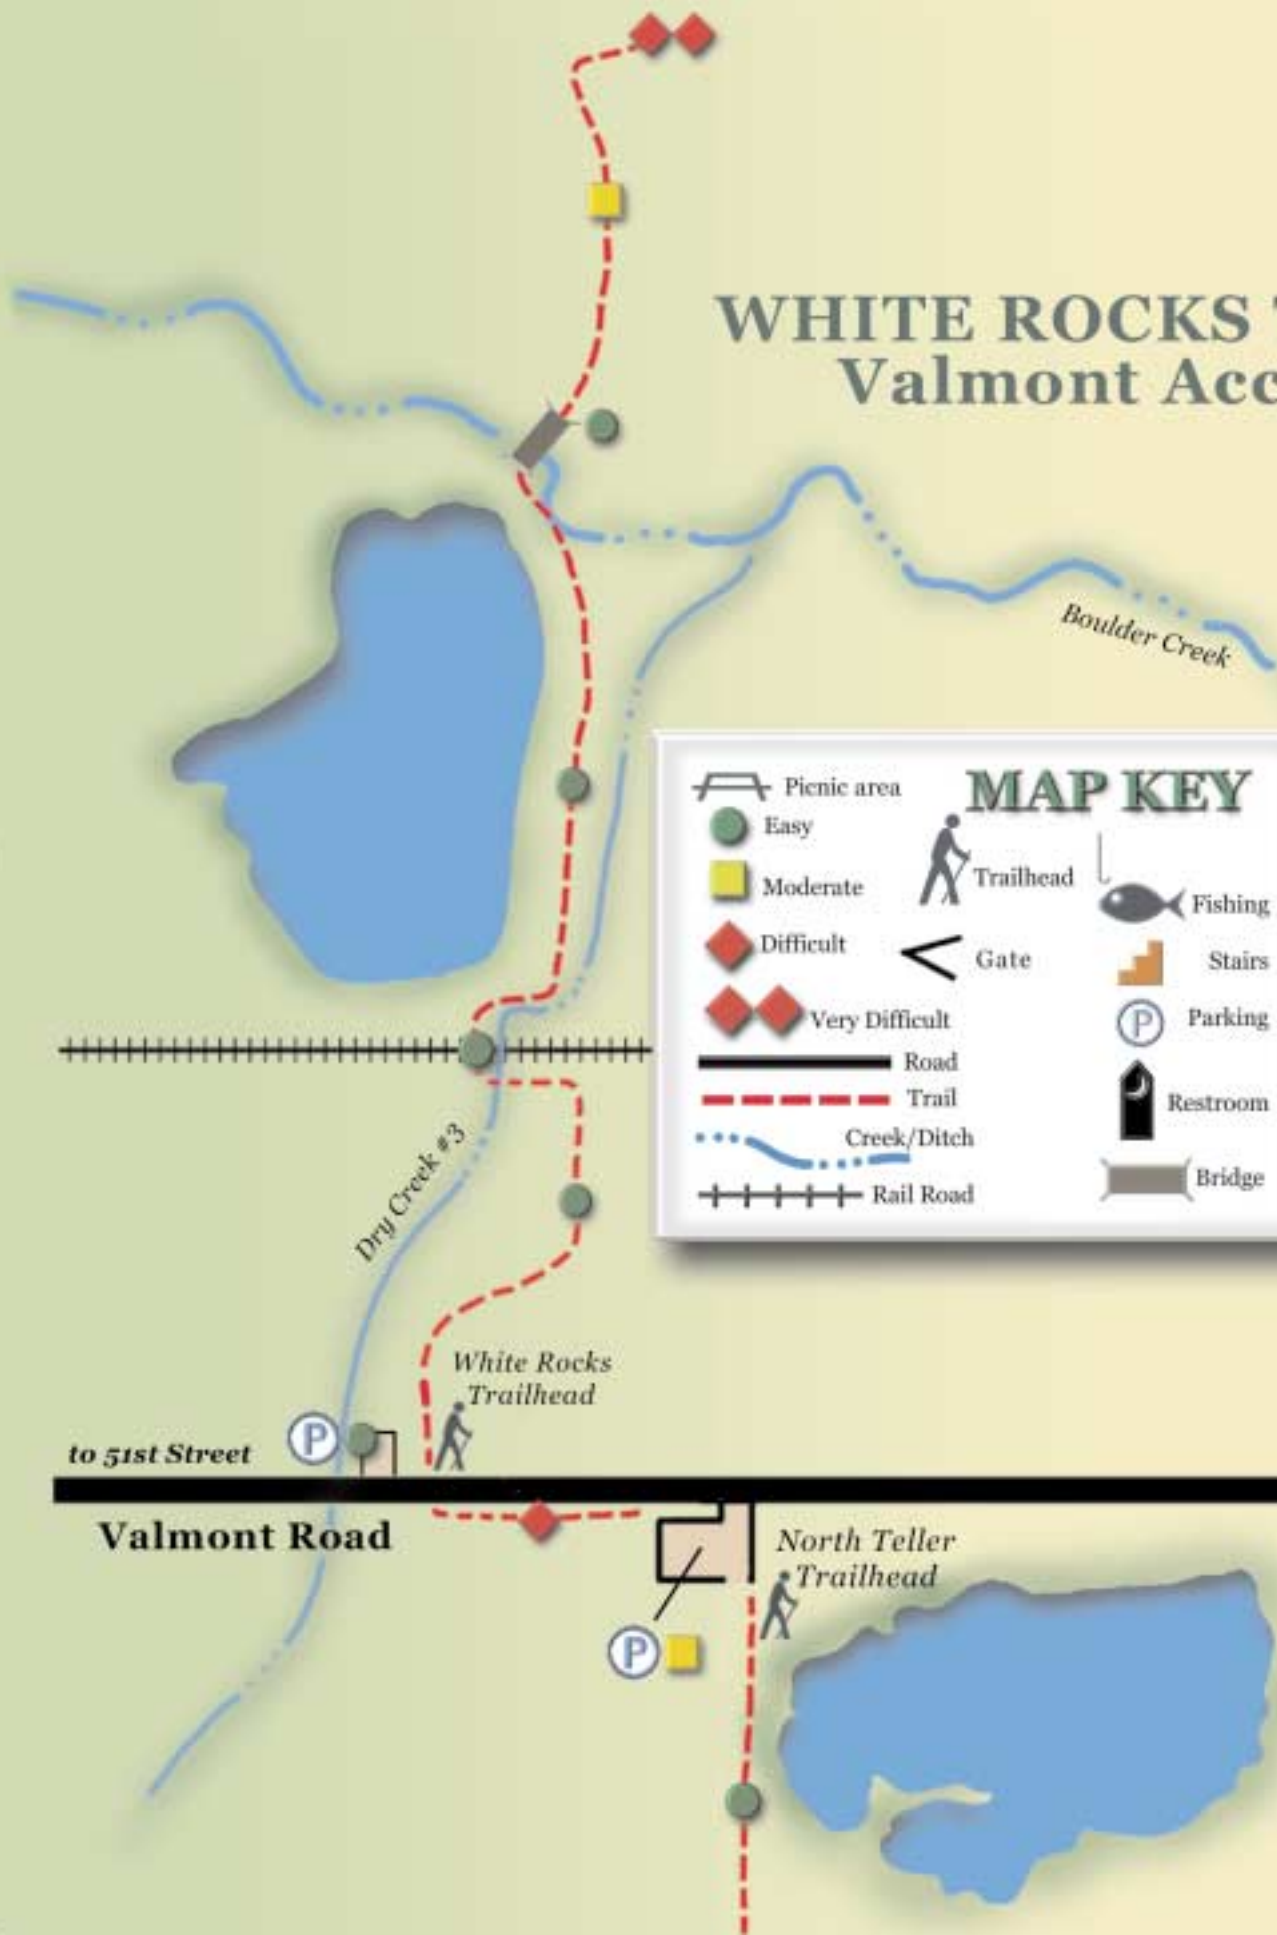 WHITE ROCKS
Valmont Acc
Boulder Creek
MAP KEY
Picnic area
Easy
Moderate
Difficult
Very Difficult
Road
Trail
Creek/Ditch
Rail Road
Trailhead
Gate
Fishing
Stairs
P Parking
Restroom
Bridge
Dry Creek #3
White Rocks
Trailhead
P
to 51st Street
Valmont Road
North Teller
Trailhead
P